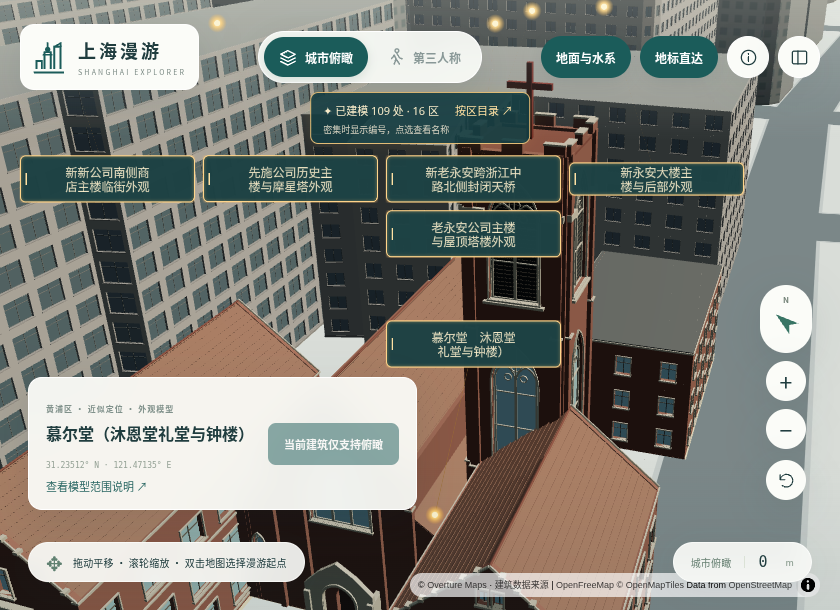 上海漫游
SHANGHAI EXPLORER
城市俯瞰
第三人称
地面与水系
地标直达
✦ 已建模 109 处 · 16 区 按区目录 ↗
密集时显示编号，点选查看名称
新新公司南侧商
店主楼临街外观
先施公司历史主
楼与摩星塔外观
新老永安跨浙江中
路北侧封闭天桥
新永安大楼主
楼与后部外观
老永安公司主楼
与屋顶塔楼外观
慕尔堂 沐恩堂
礼堂与钟楼）
N
黄浦区 · 近似定位 · 外观模型
慕尔堂（沐恩堂礼堂与钟楼）
当前建筑仅支持俯瞰
31.23512° N · 121.47135° E
查看模型范围说明 ↗
拖动平移 · 滚轮缩放 · 双击地图选择漫游起点
城市俯瞰 0 m
© Overture Maps · 建筑数据来源 | OpenFreeMap © OpenMapTiles Data from OpenStreetMap